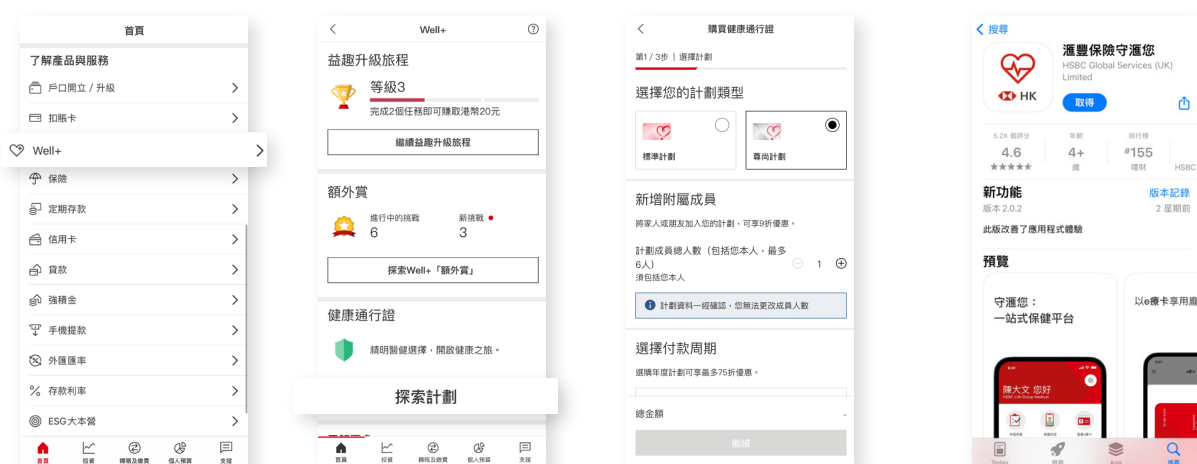 首頁
了解產品與服務
戶口開立 / 升級
扣賬卡
Well+
保險
定期存款
信用卡
貸款
強積金
手機提款
外匯匯率
存款利率
ESG大本營
首頁
投資
轉賬及繳費
個人預算
支援
Well+
益趣升級旅程
等級3
完成2個任務即可賺取港幣20元
繼續益趣升級旅程
額外賞
進行中的挑戰
6
新挑戰
3
探索Well+「額外賞」
健康通行證
精明醫健選擇，開啟健康之旅。
探索計劃
首頁
投資
轉賬及繳費
個人預算
支援
購買健康通行證
第1 / 3步 | 選擇計劃
選擇您的計劃類型
標準計劃
尊尚計劃
新增附屬成員
將家人或朋友加入您的計劃，可享9折優惠。
計劃成員總人數（包括您本人，最多
6人）
1
須包括您本人
計劃資料一經確認，您無法更改成員人數
選擇付款周期
選購年度計劃可享最多75折優惠。
總金額
-
繼續
搜尋
滙豐保險守滙您
HSBC Global Services (UK)
Limited
HK
取得
5.2K 個評分
4.6
年齡
4+
歲
排行榜
#155
理財
HSBC
新功能
版本記錄
版本 2.0.2
2 星期前
此版改善了應用程式體驗
預覽
守滙您：
一站式保健平台
以e療卡享用龐
陳大文 您好
Today
遊戲
App
搜尋